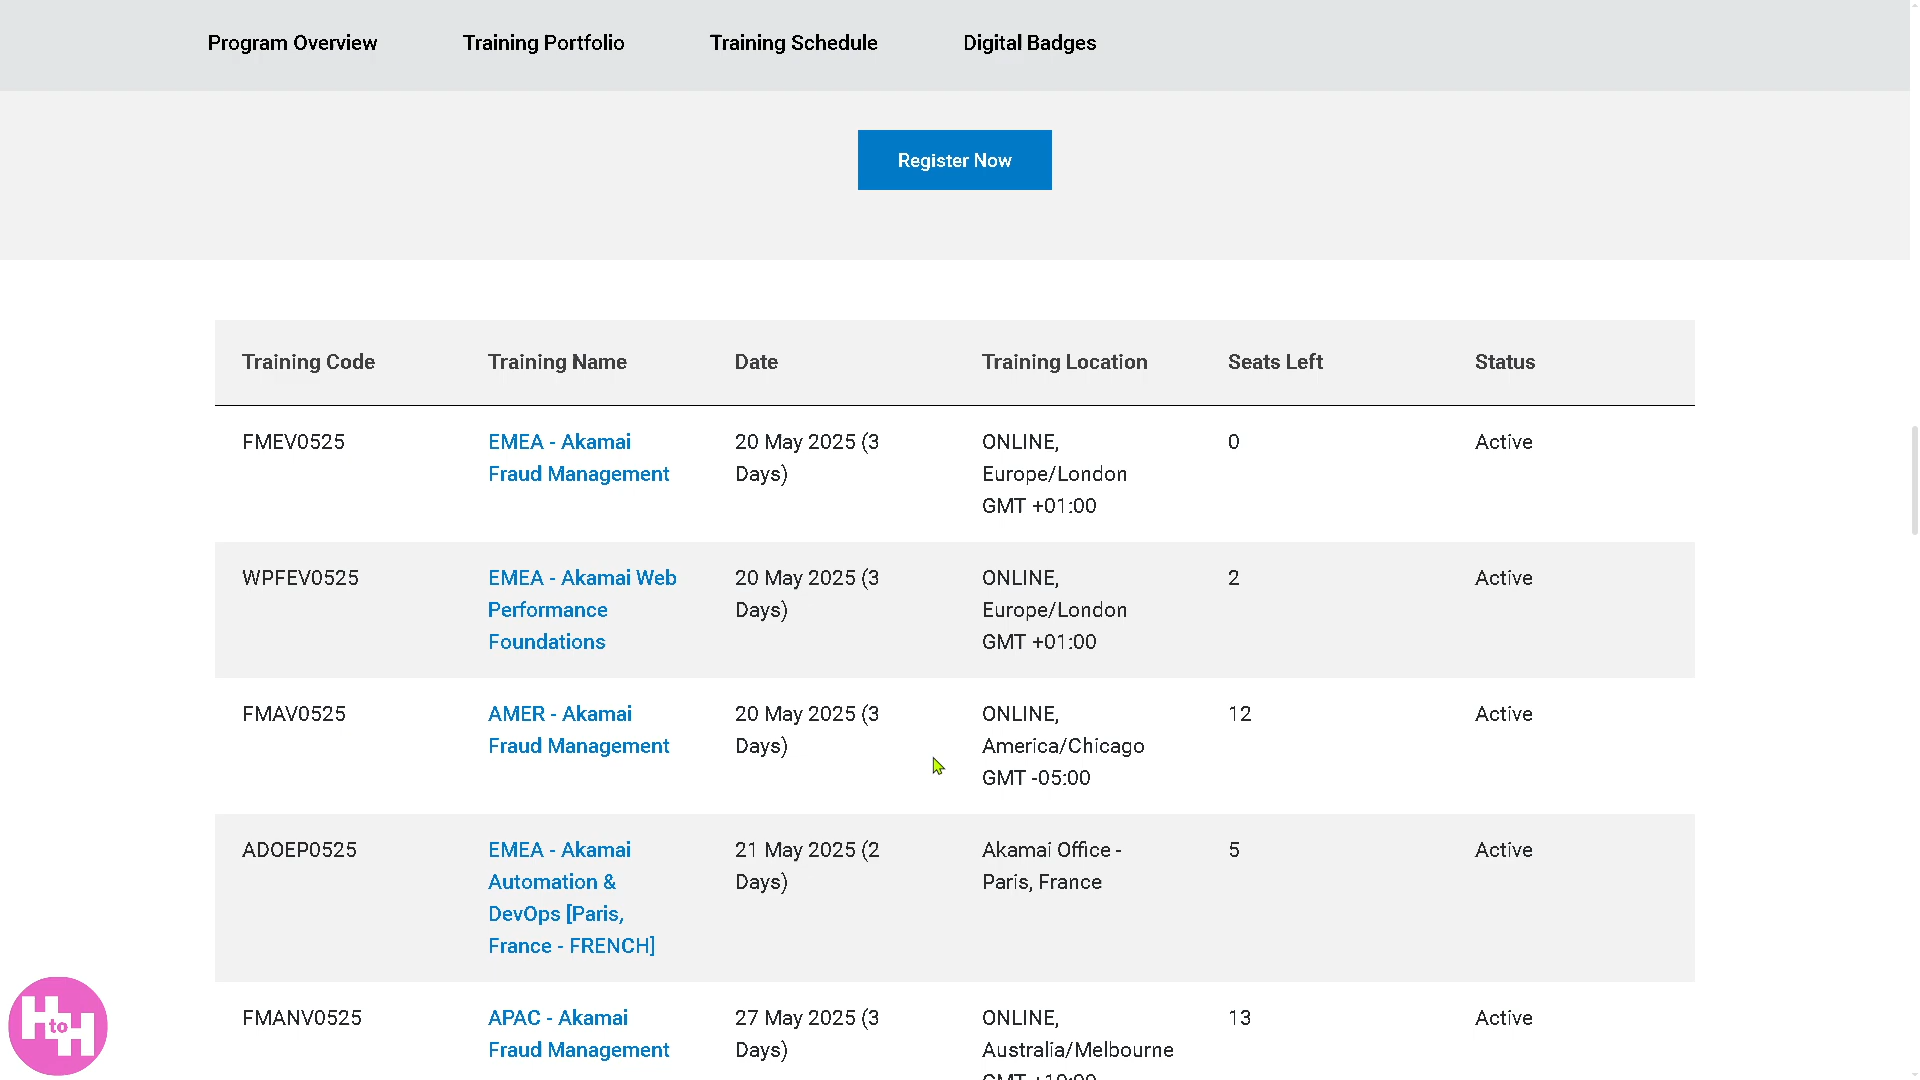 Program Overview Training Portfolio Training Schedule Digital Badges
Register Now
Training Code Training Name Date Training Location Seats Left Status
FMEV0525 EMEA - Akamai 20 May 2025 (3 ONLINE, 0 Active
Fraud Management Days) Europe/London
GMT +01:00
WPFEV0525 EMEA - Akamai Web 20 May 2025 (3 ONLINE, 2 Active
Performance Days) Europe/London
Foundations GMT +01:00
FMAV0525 AMER - Akamai 20 May 2025 (3 ONLINE, 12 Active
Fraud Management Days) America/Chicago
GMT -05:00
ADOEP0525 EMEA - Akamai 21 May 2025 (2 Akamai Office - 5 Active
Automation & Days) Paris, France
DevOps [Paris,
France - FRENCH]
FMANV0525 APAC - Akamai 27 May 2025 (3 ONLINE, 13 Active
Fraud Management Days) Australia/Melbourne
GMT +10:00
H to H